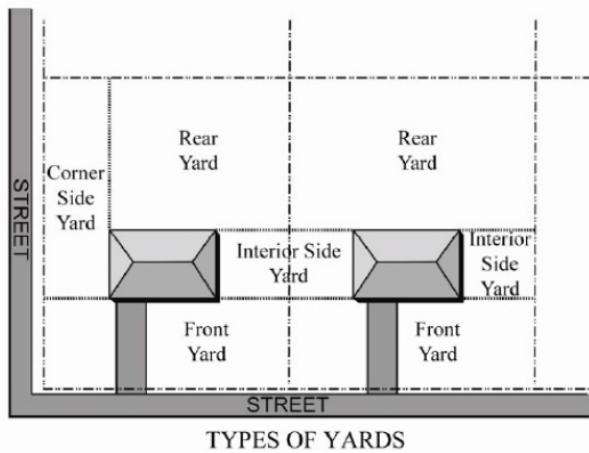 Rear
Yard
Rear
Yard
Corner
Side
Yard
STREET
Interior Side
Yard
Interior
Side
Yard
Front
Yard
Front
Yard
STREET
TYPES OF YARDS